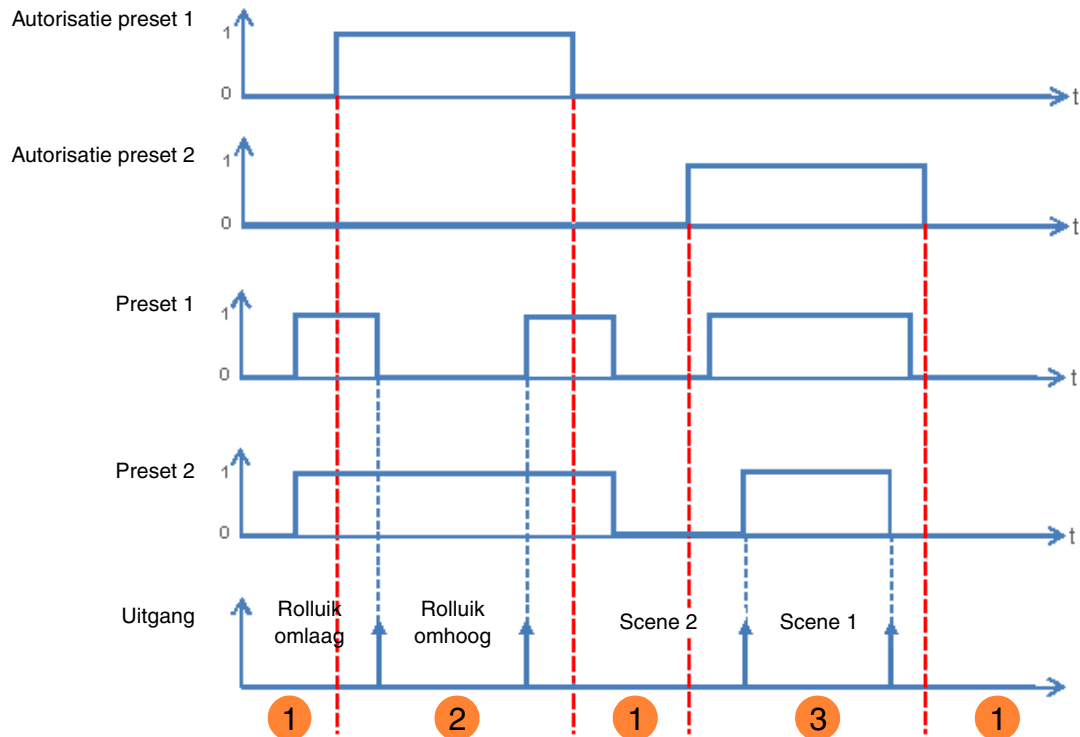 Autorisatie preset 1
1
0
t
Autorisatie preset 2
1
0
t
Preset 1
1
0
t
Preset 2
1
0
t
Uitgang
Rolluik
omlaag
Rolluik
omhoog
Scene 2
Scene 1
1
2
1
3
1